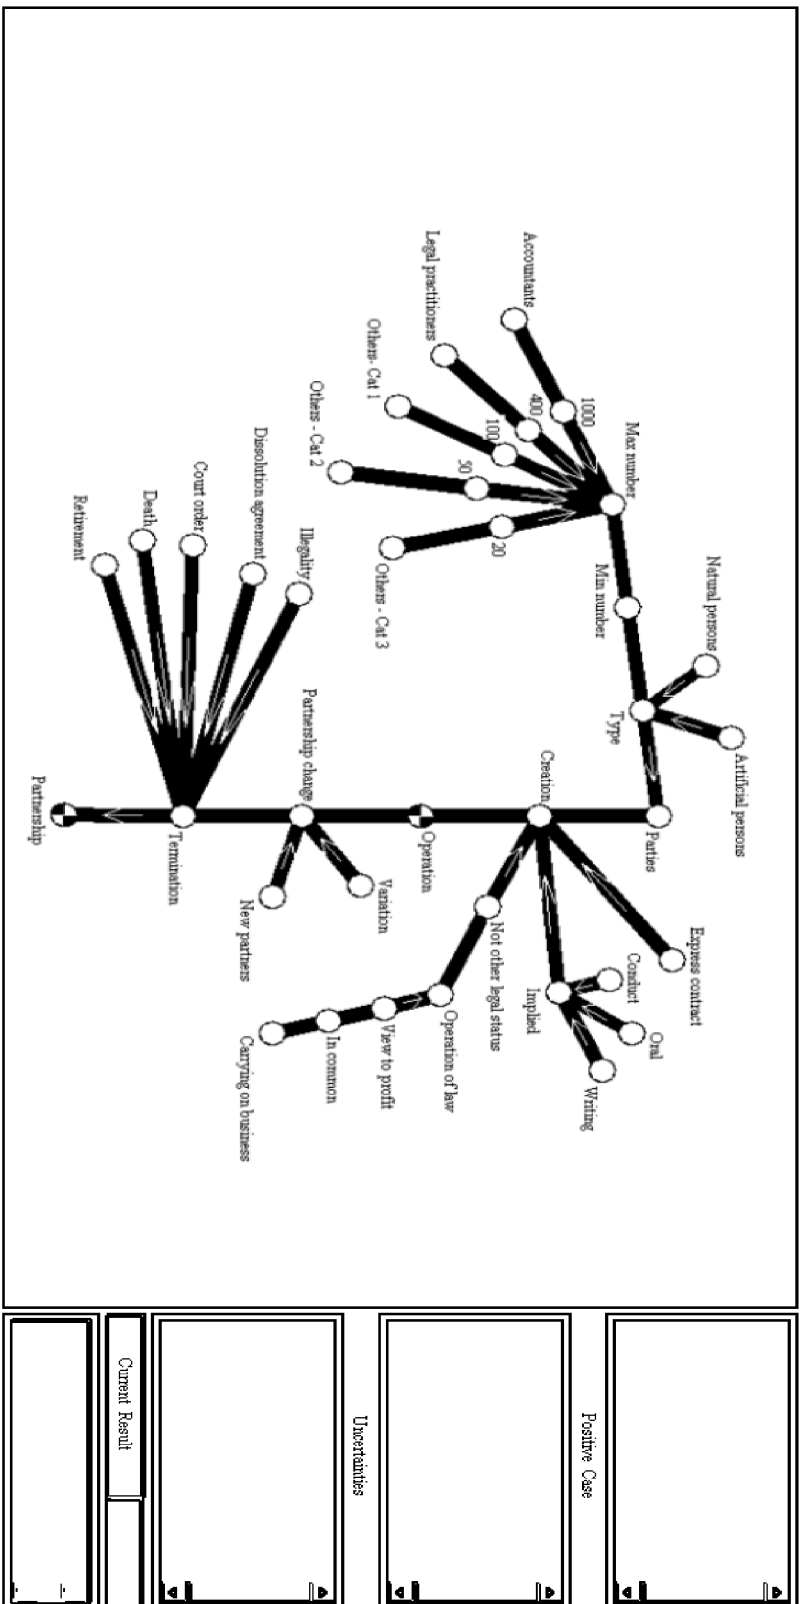 Accountants
1000
Legal practitioners
400
Others- Cat 1
100
Others - Cat 2
50
Others - Cat 3
20
Max number
Min number
Natural persons
Type
Artificial persons
Parties
Express contract
Creation
Conduct
Implied
Oral
Writing
Not other legal status
Operation of law
View to profit
In common
Carrying on business
Operation
Variation
Partnership change
New partners
Illegality
Dissolution agreement
Court order
Death
Retirement
Termination
Partnership
Positive Case
Uncertainties
Current Result